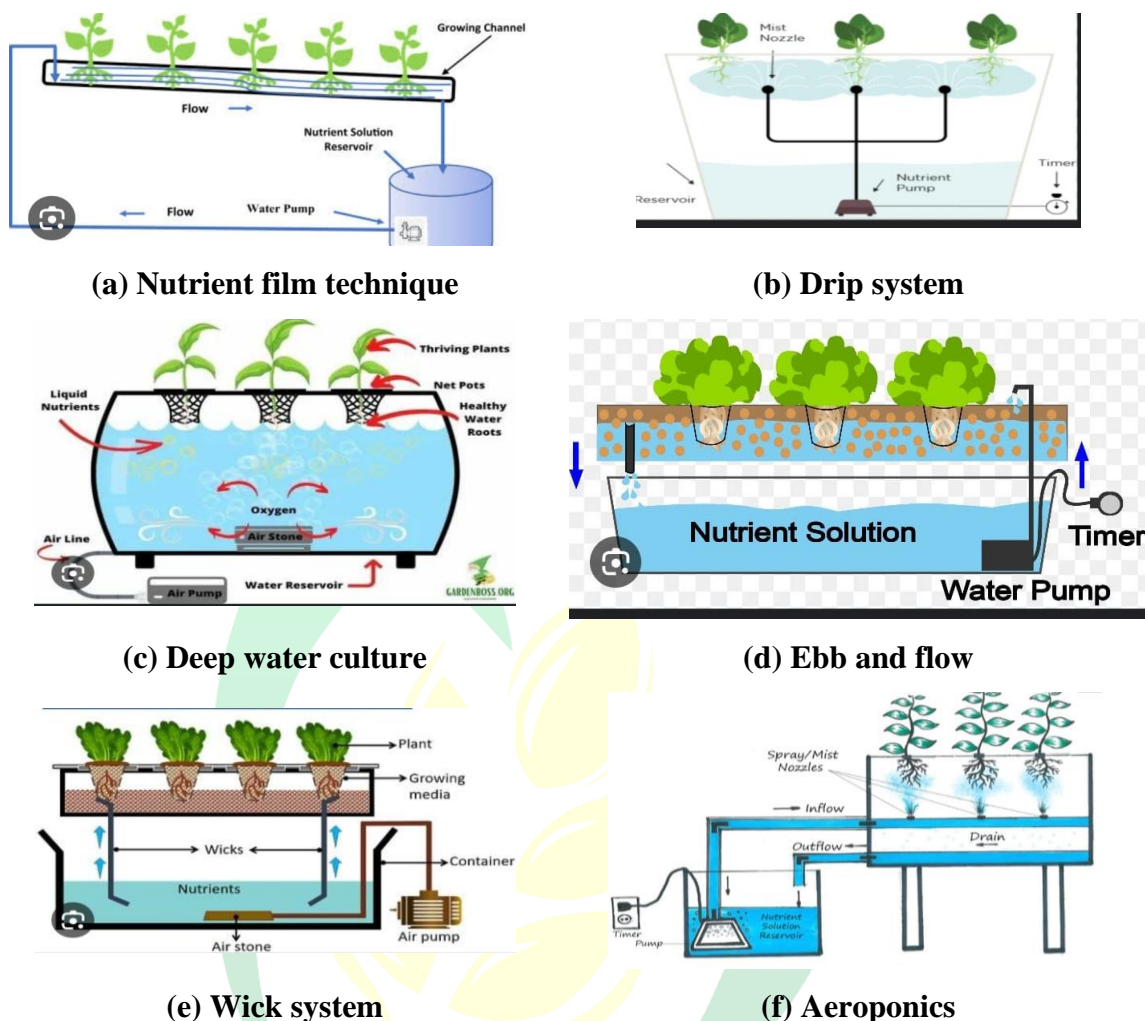 Growing Channel
Flow
Nutrient Solution
Reservoir
Flow
Water Pump
(a) Nutrient film technique
Mist
Nozzle
Timer
Nutrient
Pump
Reservoir
(b) Drip system
Thriving Plants
Net Pots
Liquid
Nutrients
Healthy
Water
Roots
Oxygen
Air Stone
Air Line
Water Reservoir
Air Pump
GARDENBOSS.ORG
(c) Deep water culture
Nutrient Solution
Timer
Water Pump
(d) Ebb and flow
Plant
Growing
media
Wicks
Container
Nutrients
Air pump
Air stone
(e) Wick system
Spray/Mist
Nozzles
Inflow
Drain
Outflow
Nutrient
Solution
Reservoir
Timer
Pump
(f) Aeroponics